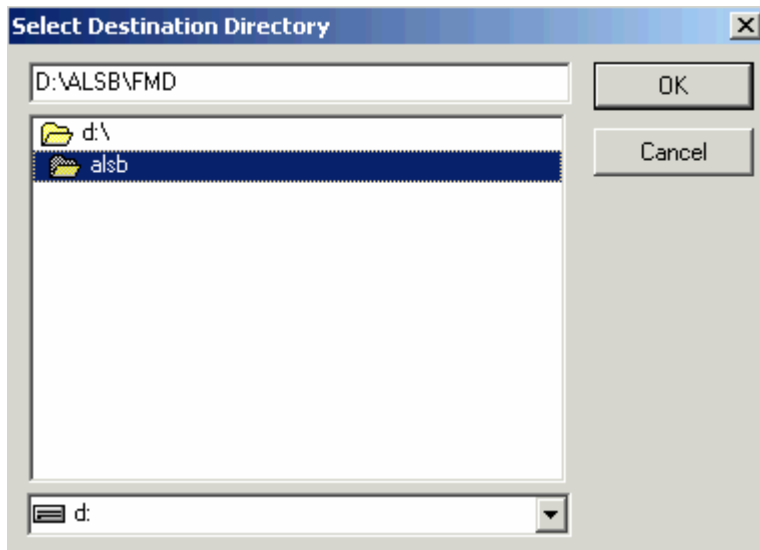 Select Destination Directory
D:\ALSB\FMD
OK
d:\
Cancel
alsb
d: